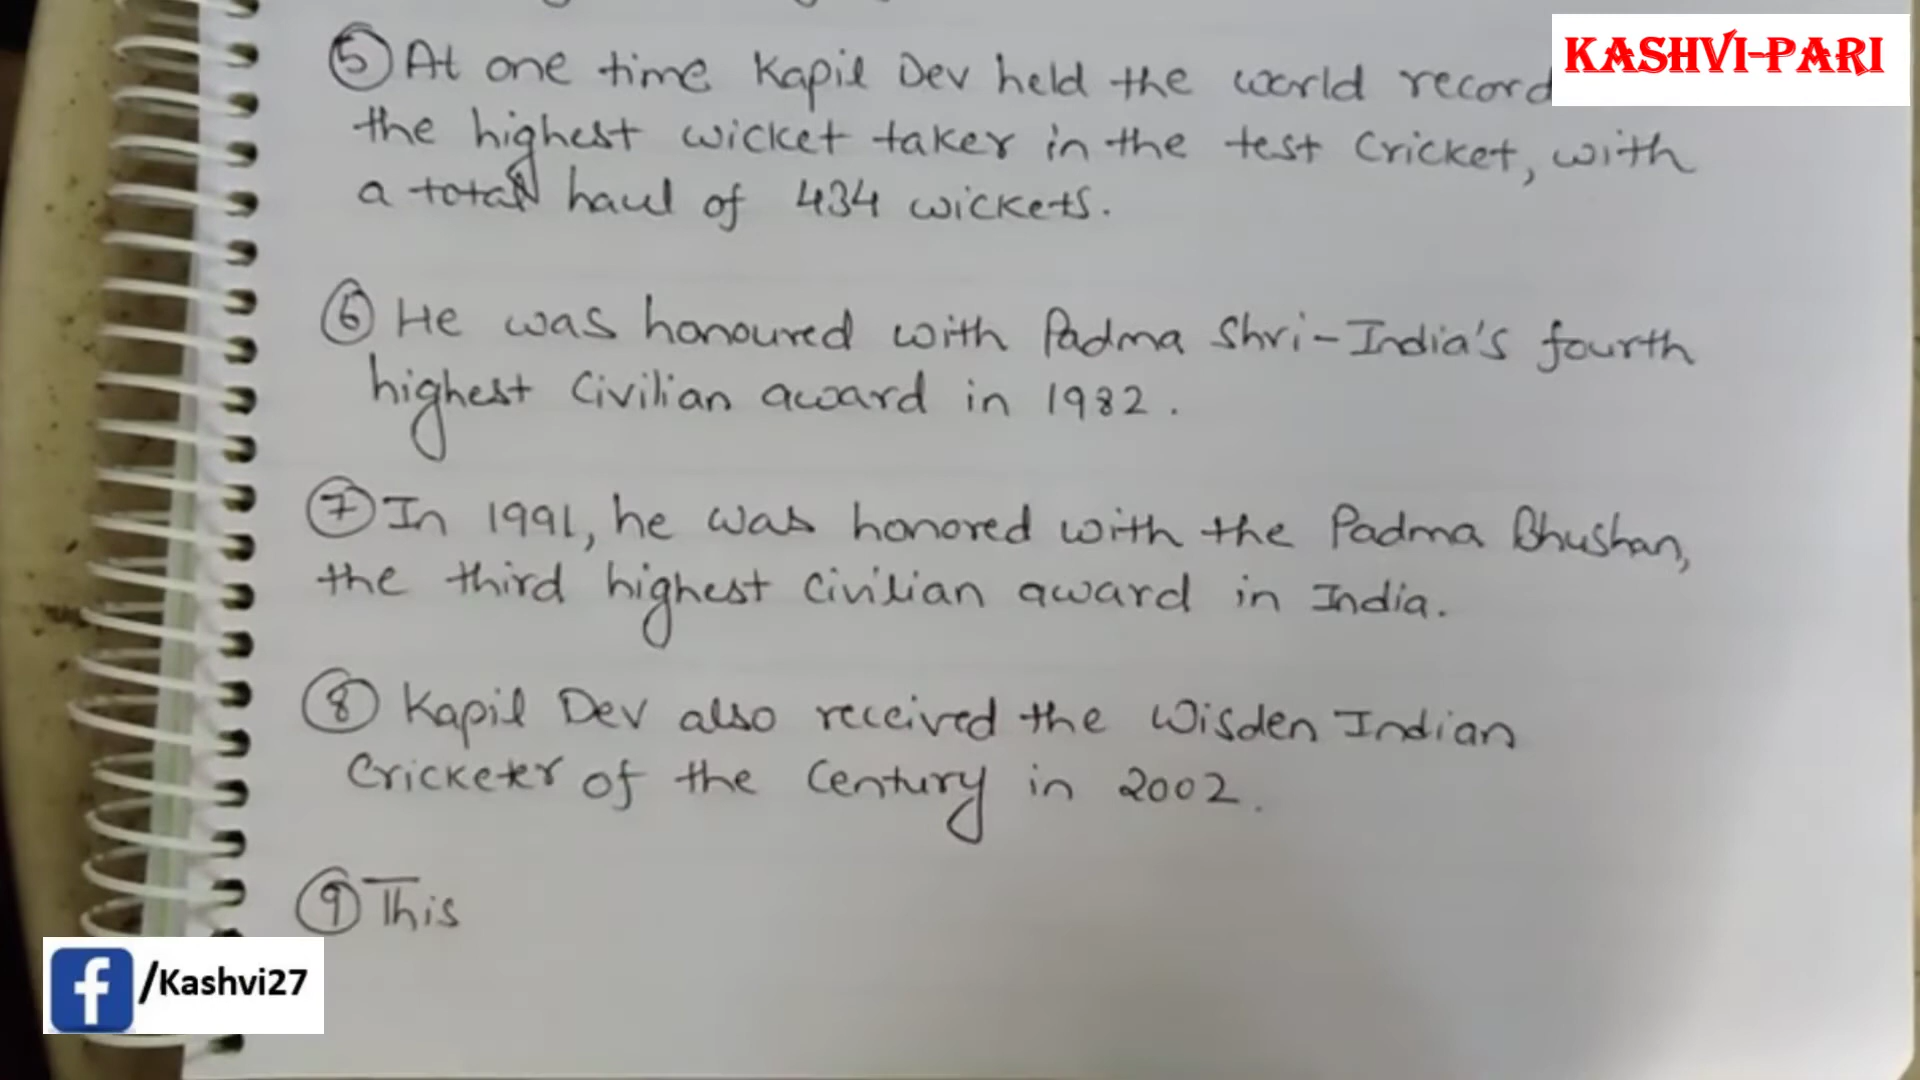 KASHVI-PARI
⑤ At one time Kapil Dev held the world record
the highest wicket taker in the test Cricket, with
a total haul of 434 wickets.
⑥ He was honoured with Padma Shri-India's fourth
highest Civilian award in 1982.
⑦ In 1991, he was honored with the Padma Bhushan,
the third highest Civilian award in India.
⑧ Kapil Dev also received the Wisden Indian
Cricketer of the Century in 2002.
⑨ This
f /Kashvi27